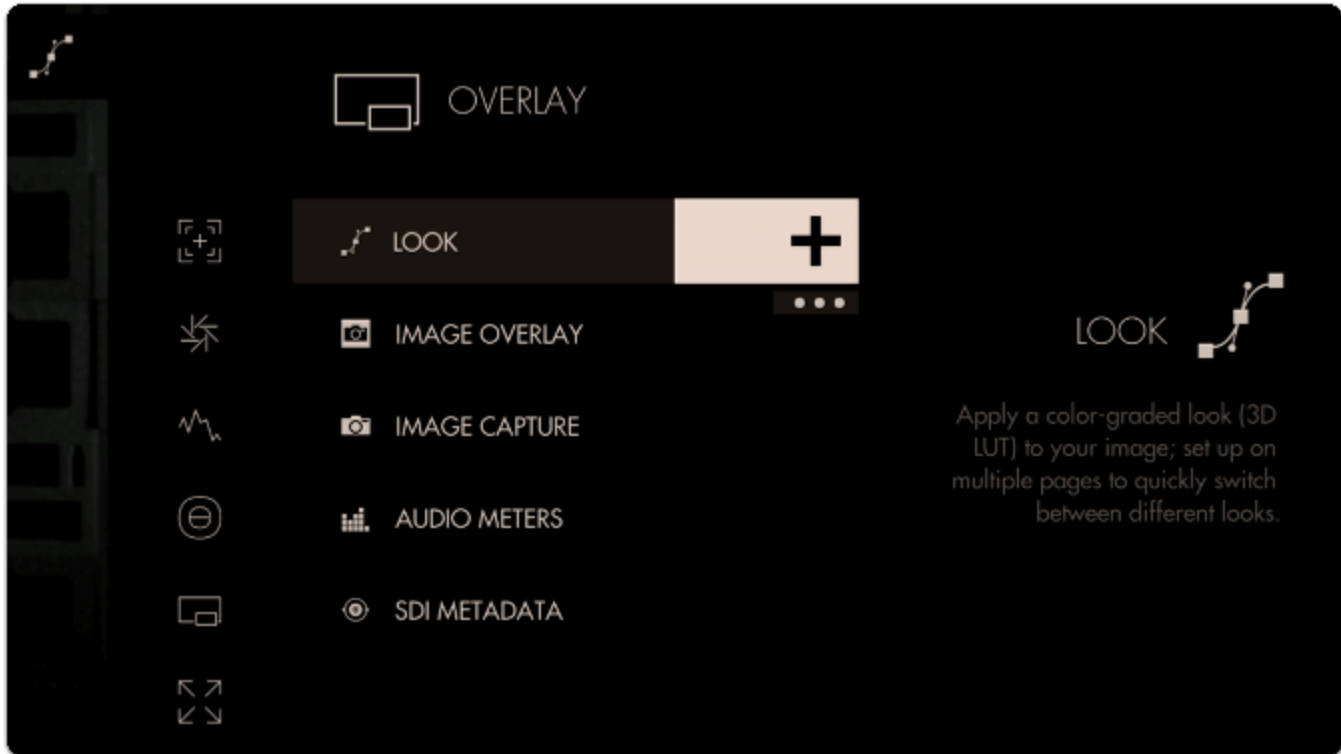 OVERLAY
LOOK
IMAGE OVERLAY
IMAGE CAPTURE
AUDIO METERS
SDI METADATA
LOOK
Apply a color-graded look (3D
LUT) to your image; set up on
multiple pages to quickly switch
between different looks.